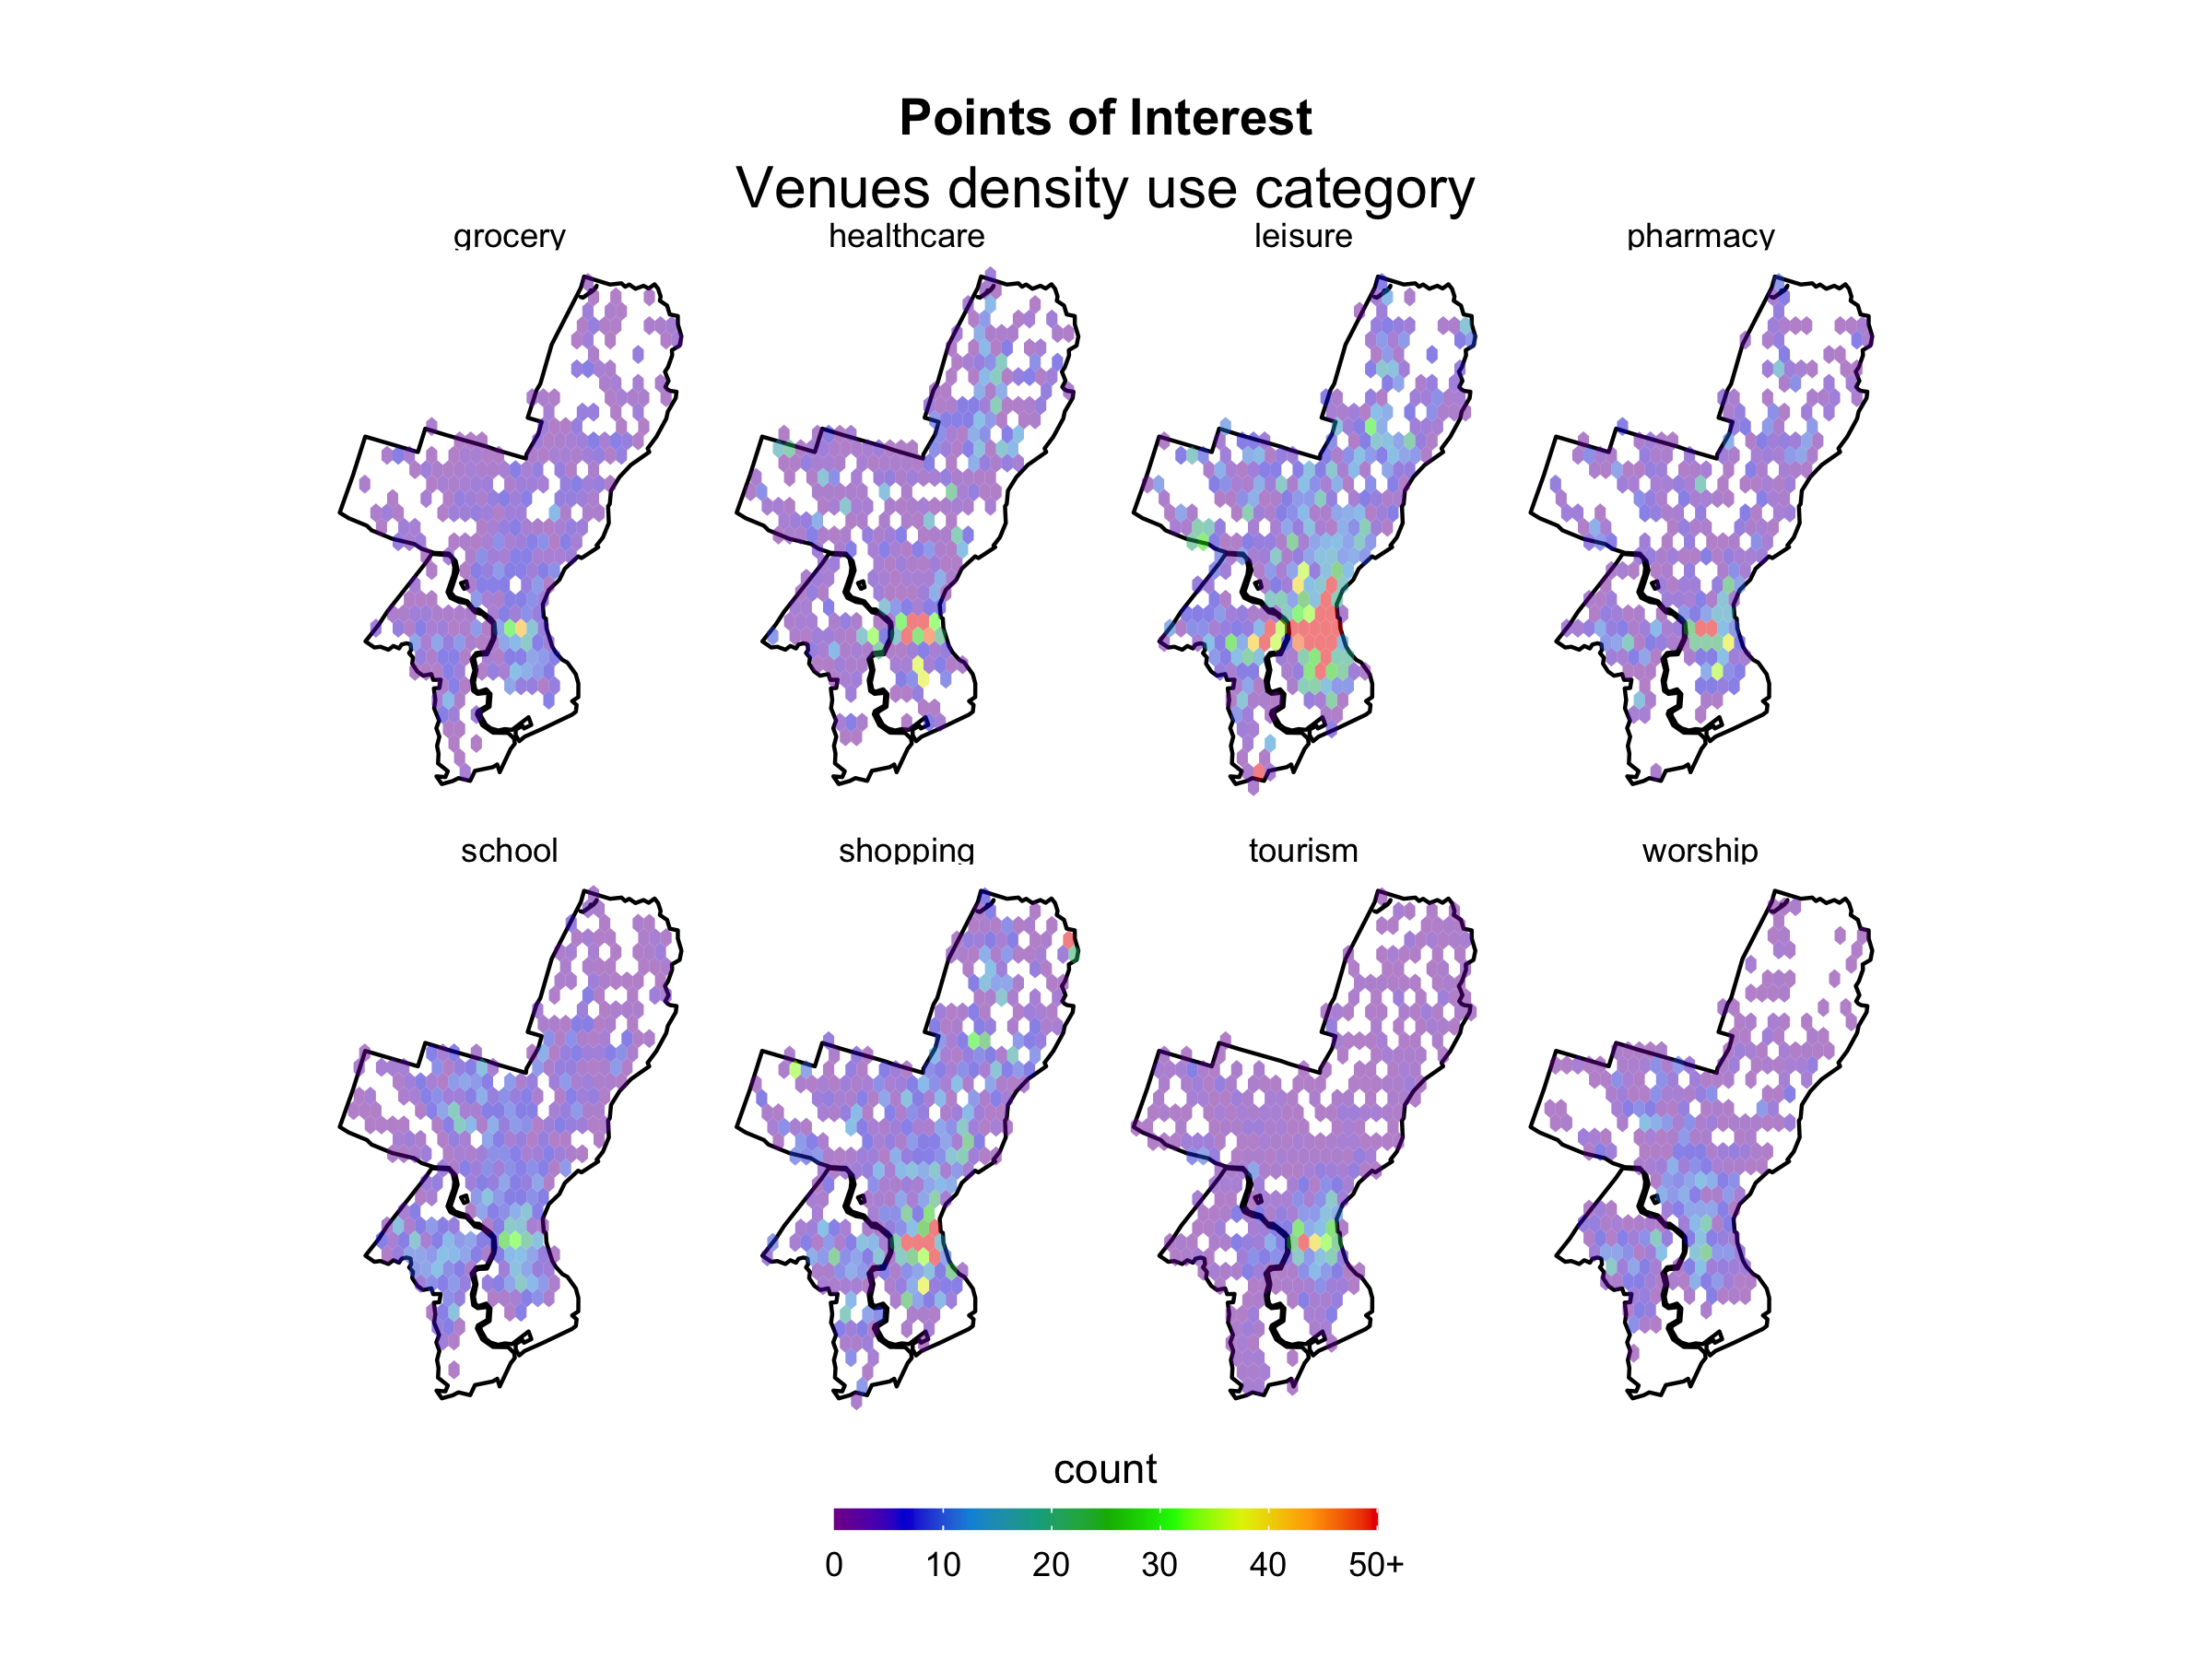 Points of Interest
Venues density use category
grocery healthcare leisure pharmacy
school shopping tourism worship
count
0 10 20 30 40 50+